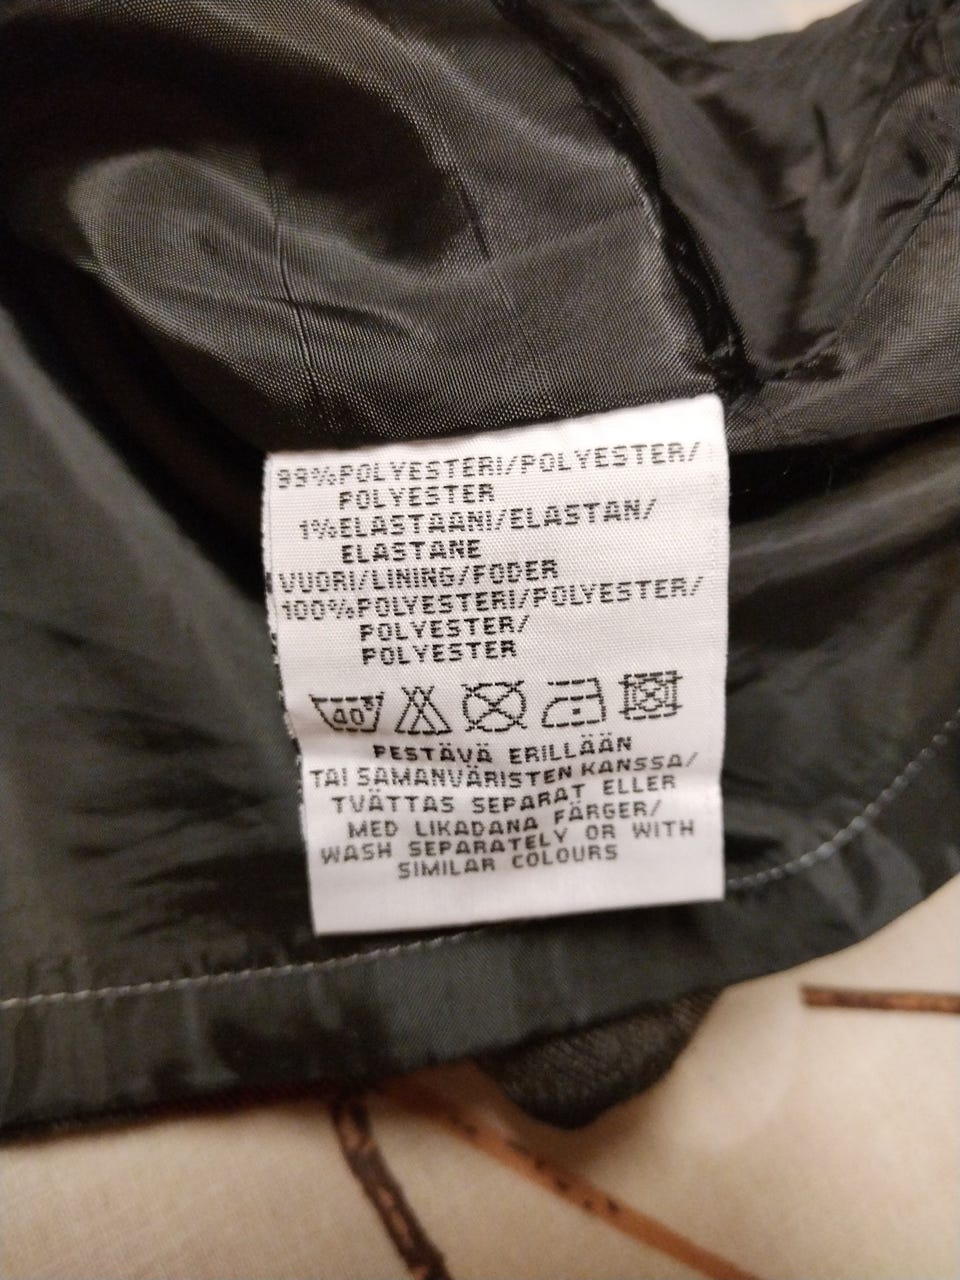 99%POLYESTERI/POLYESTER/
POLYESTER
1%ELASTAANI/ELASTAN/
ELASTANE
VUORI/LINING/FODER
100%POLYESTERI/POLYESTER/
POLYESTER/
POLYESTER
40°
PESTÄVÄ ERILLÄÄN
TAI SAMANVÄRISTEN KANSSA/
TVÄTTAS SEPARAT ELLER
MED LIKADANA FÄRGER/
WASH SEPARATELY OR WITH
SIMILAR COLOURS